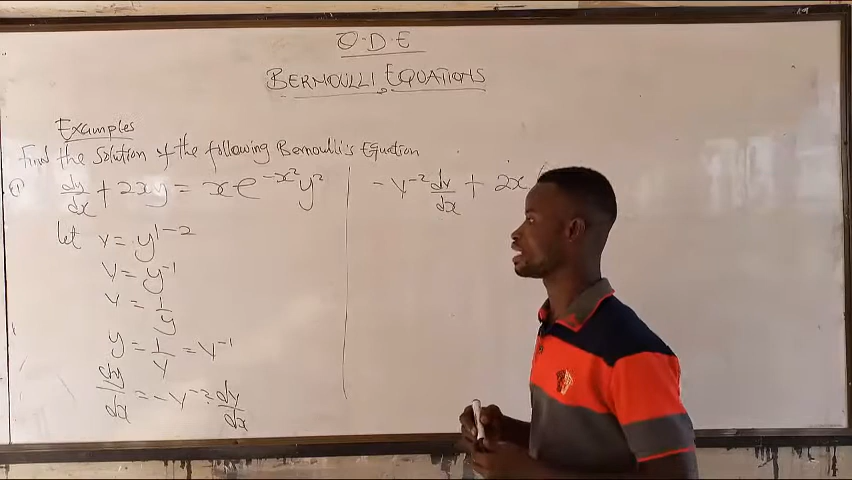 O.D.E
BERNOULLI EQUATIONS
Examples
Find the Solution of the following Bernoulli's Equation
① dy/dx + 2xy = xe^{-x²}y²
let v = y^{1-2}
v = y^{-1}
v = 1/y
y = 1/v = v^{-1}
dy/dx = -v^{-2} dv/dx
-v^{-2} dv/dx + 2x(